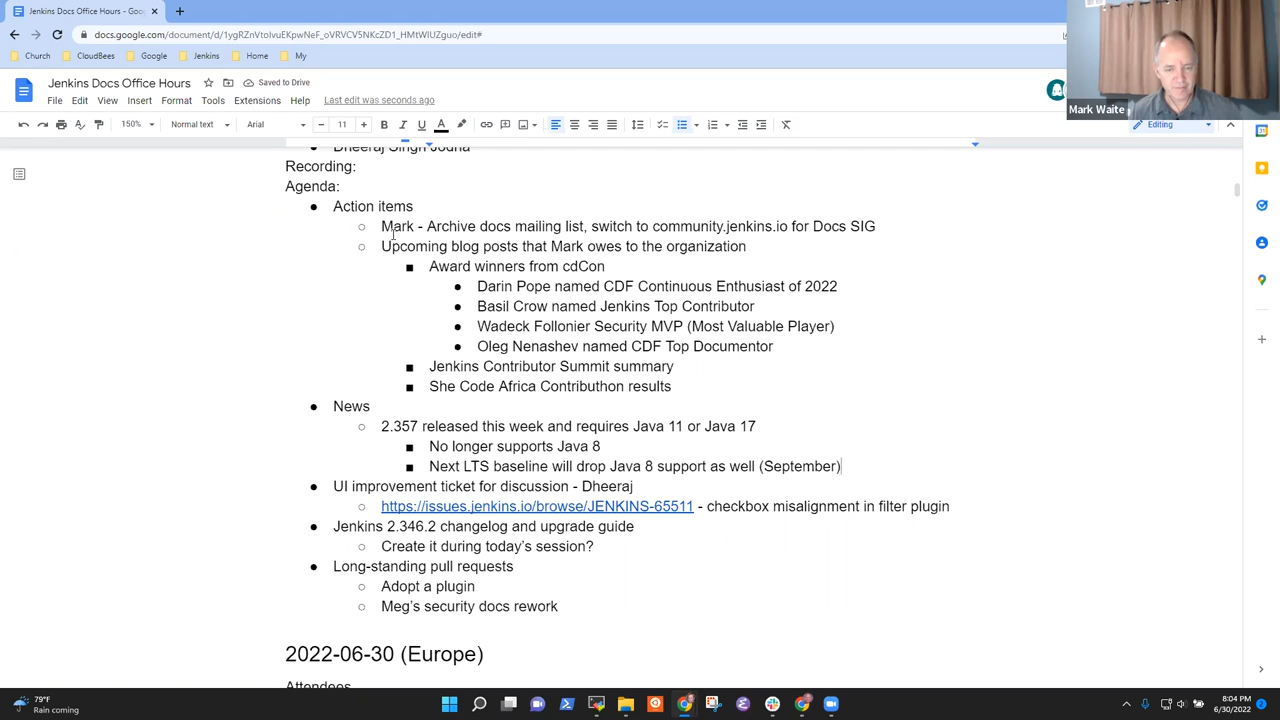 Jenkins Docs Office Hours - Goo
docs.google.com/document/d/1ygRZnVtoIvuEKpwNeF_oVRVCV5NKcZD1_HMtWIUZguo/edit#
Church
CloudBees
Google
Jenkins
Home
My
Jenkins Docs Office Hours
Saved to Drive
File Edit View Insert Format Tools Extensions Help Last edit was seconds ago
Mark Waite
150% Normal text Arial 11 Editing
Dheeraj Singh Jodha
Recording:
Agenda:
Action items
Mark - Archive docs mailing list, switch to community.jenkins.io for Docs SIG
Upcoming blog posts that Mark owes to the organization
Award winners from cdCon
Darin Pope named CDF Continuous Enthusiast of 2022
Basil Crow named Jenkins Top Contributor
Wadeck Follonier Security MVP (Most Valuable Player)
Oleg Nenashev named CDF Top Documentor
Jenkins Contributor Summit summary
She Code Africa Contributhon results
News
2.357 released this week and requires Java 11 or Java 17
No longer supports Java 8
Next LTS baseline will drop Java 8 support as well (September)
UI improvement ticket for discussion - Dheeraj
https://issues.jenkins.io/browse/JENKINS-65511 - checkbox misalignment in filter plugin
Jenkins 2.346.2 changelog and upgrade guide
Create it during today's session?
Long-standing pull requests
Adopt a plugin
Meg's security docs rework
2022-06-30 (Europe)
Attendees
79°F
Rain coming
8:04 PM
6/30/2022